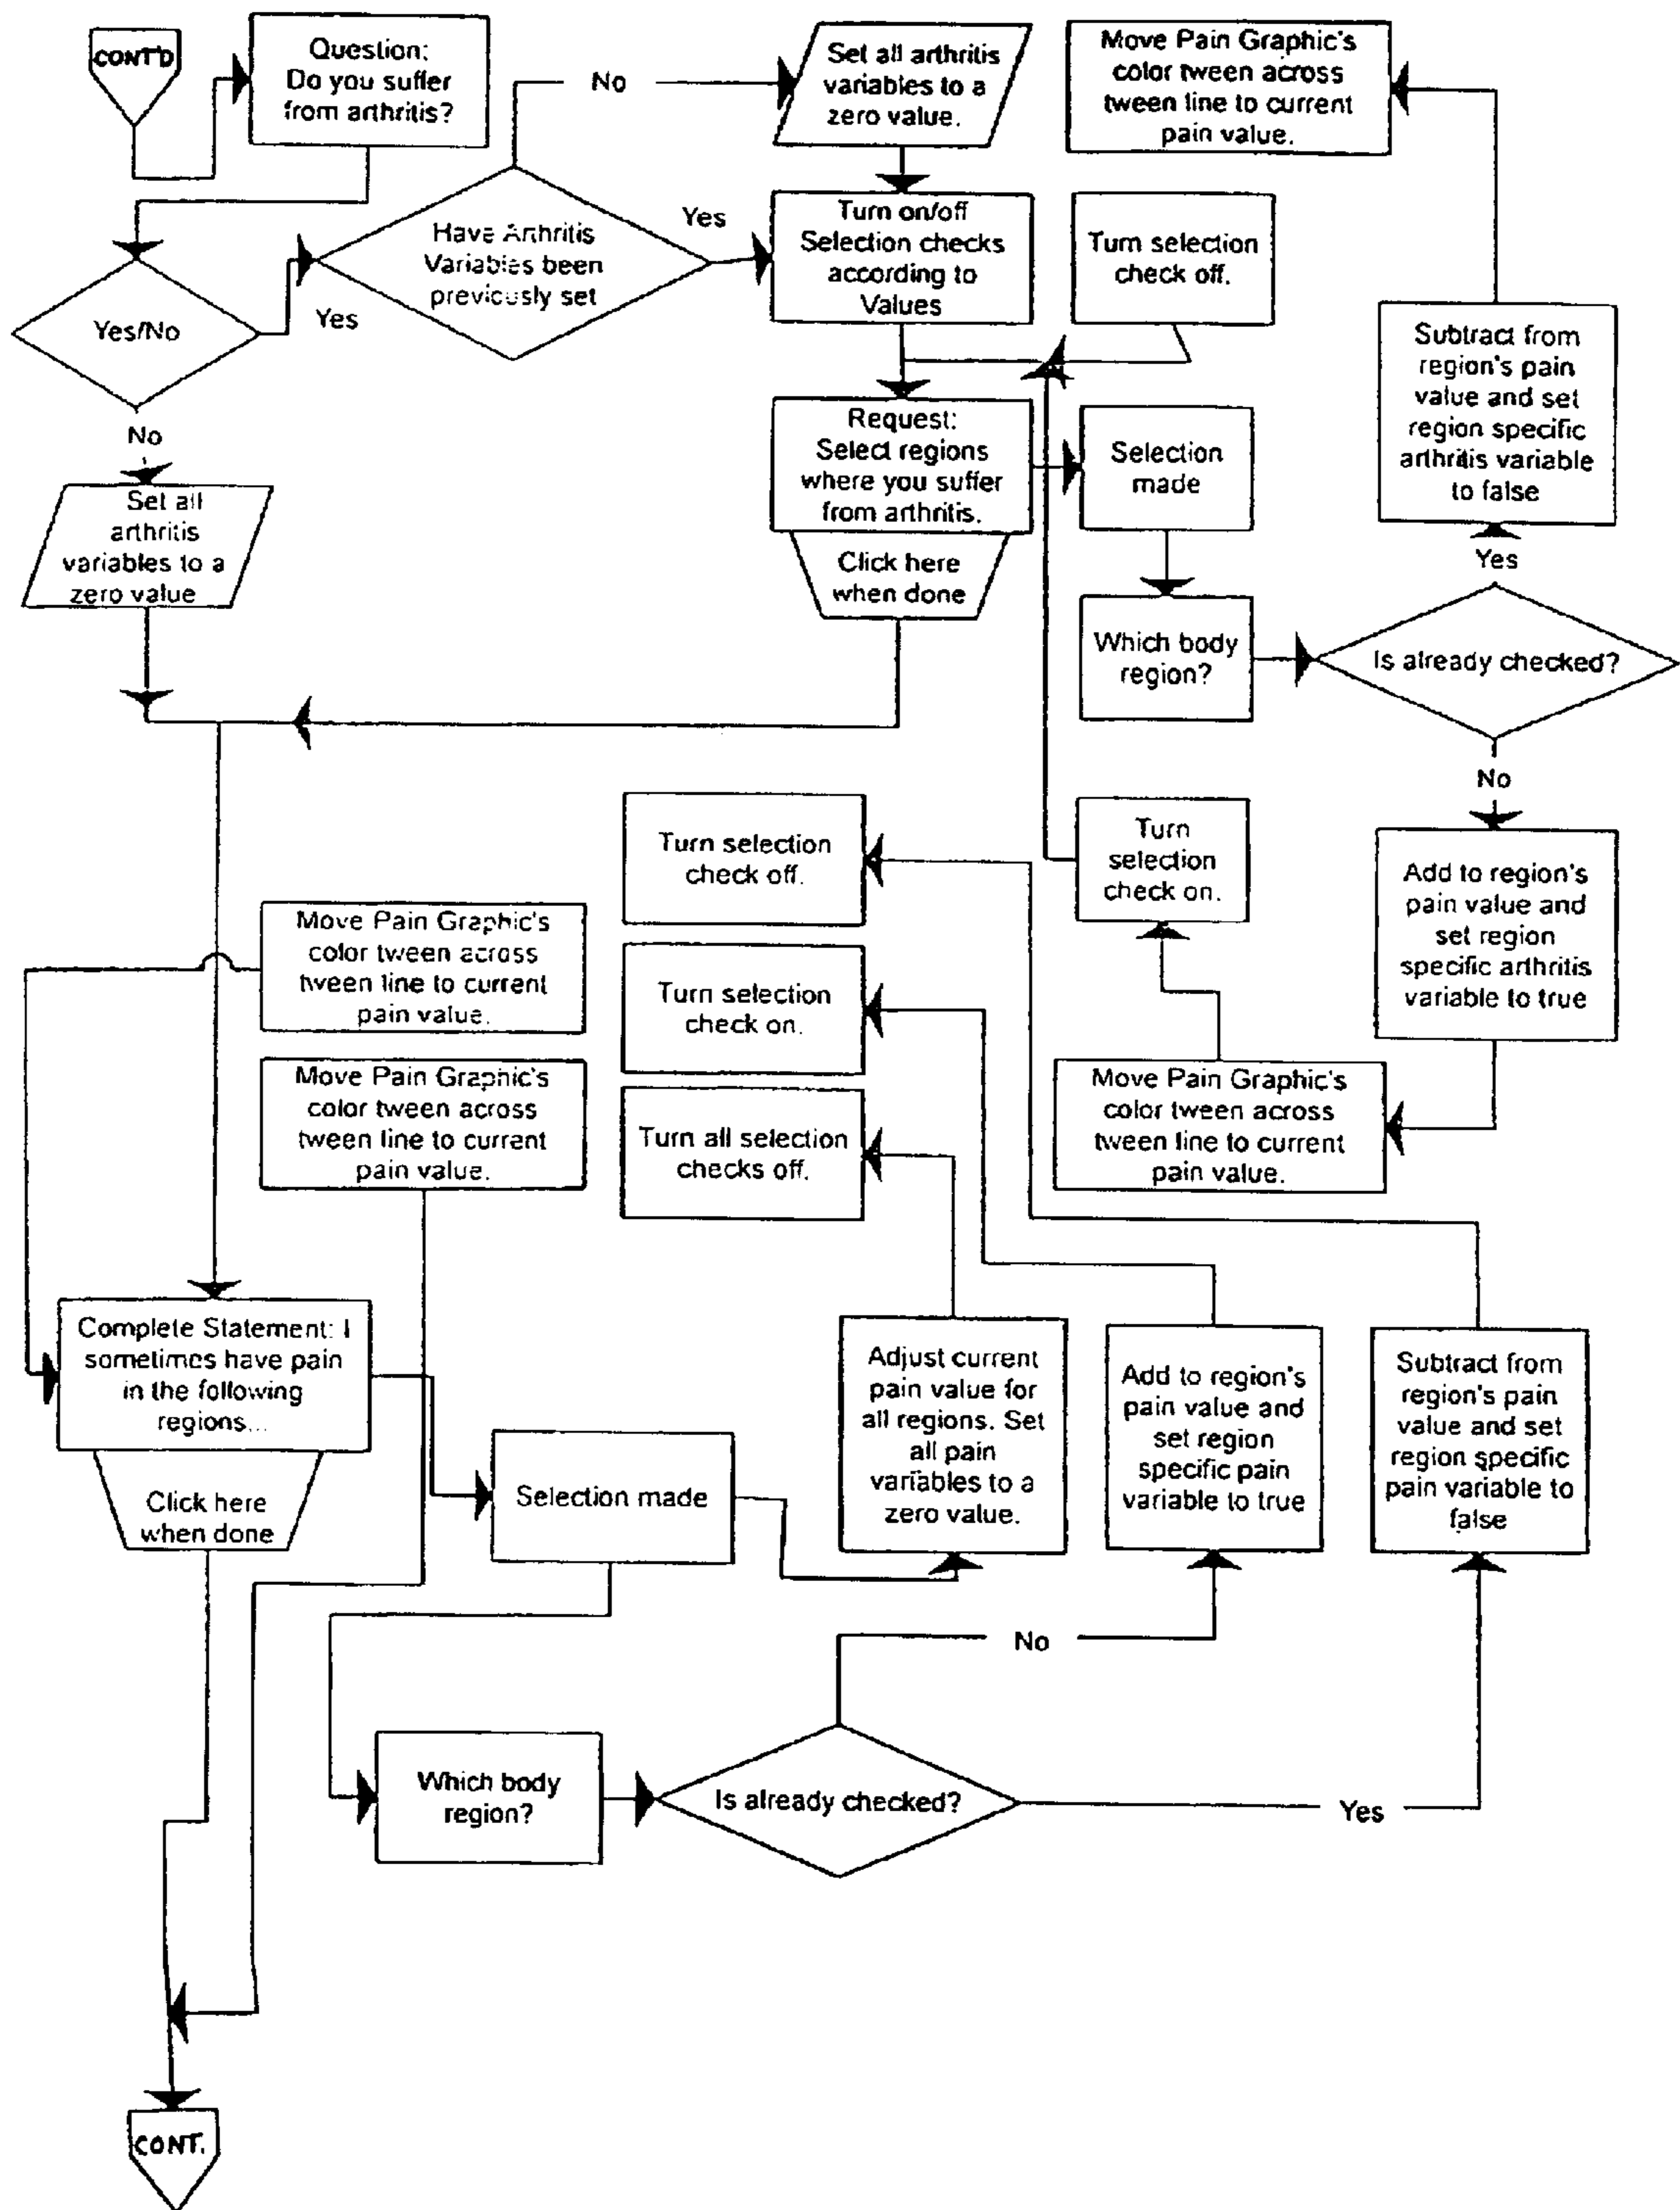 CONT'D
Question:
Do you suffer
from arthritis?
No
Set all arthritis
variables to a
zero value.
Move Pain Graphic's
color tween across
tween line to current
pain value.
Yes/No
Yes
Have Arthritis
Variables been
previously set
Yes
Turn on/off
Selection checks
according to
Values
Turn selection
check off.
Subtract from
region's pain
value and set
region specific
arthritis variable
to false
No
Set all
arthritis
variables to a
zero value
Request:
Select regions
where you suffer
from arthritis.
Click here
when done
Selection
made
Which body
region?
Yes
Is already checked?
No
Turn selection
check off.
Turn
selection
check on.
Add to region's
pain value and
set region
specific arthritis
variable to true
Move Pain Graphic's
color tween across
tween line to current
pain value.
Turn selection
check on.
Move Pain Graphic's
color tween across
tween line to current
pain value.
Turn all selection
checks off.
Move Pain Graphic's
color tween across
tween line to current
pain value.
Complete Statement: I
sometimes have pain
in the following
regions...
Click here
when done
Selection made
Adjust current
pain value for
all regions. Set
all pain
variables to a
zero value.
Add to region's
pain value and
set region
specific pain
variable to true
Subtract from
region's pain
value and set
region specific
pain variable to
false
No
Which body
region?
Is already checked?
Yes
CONT.